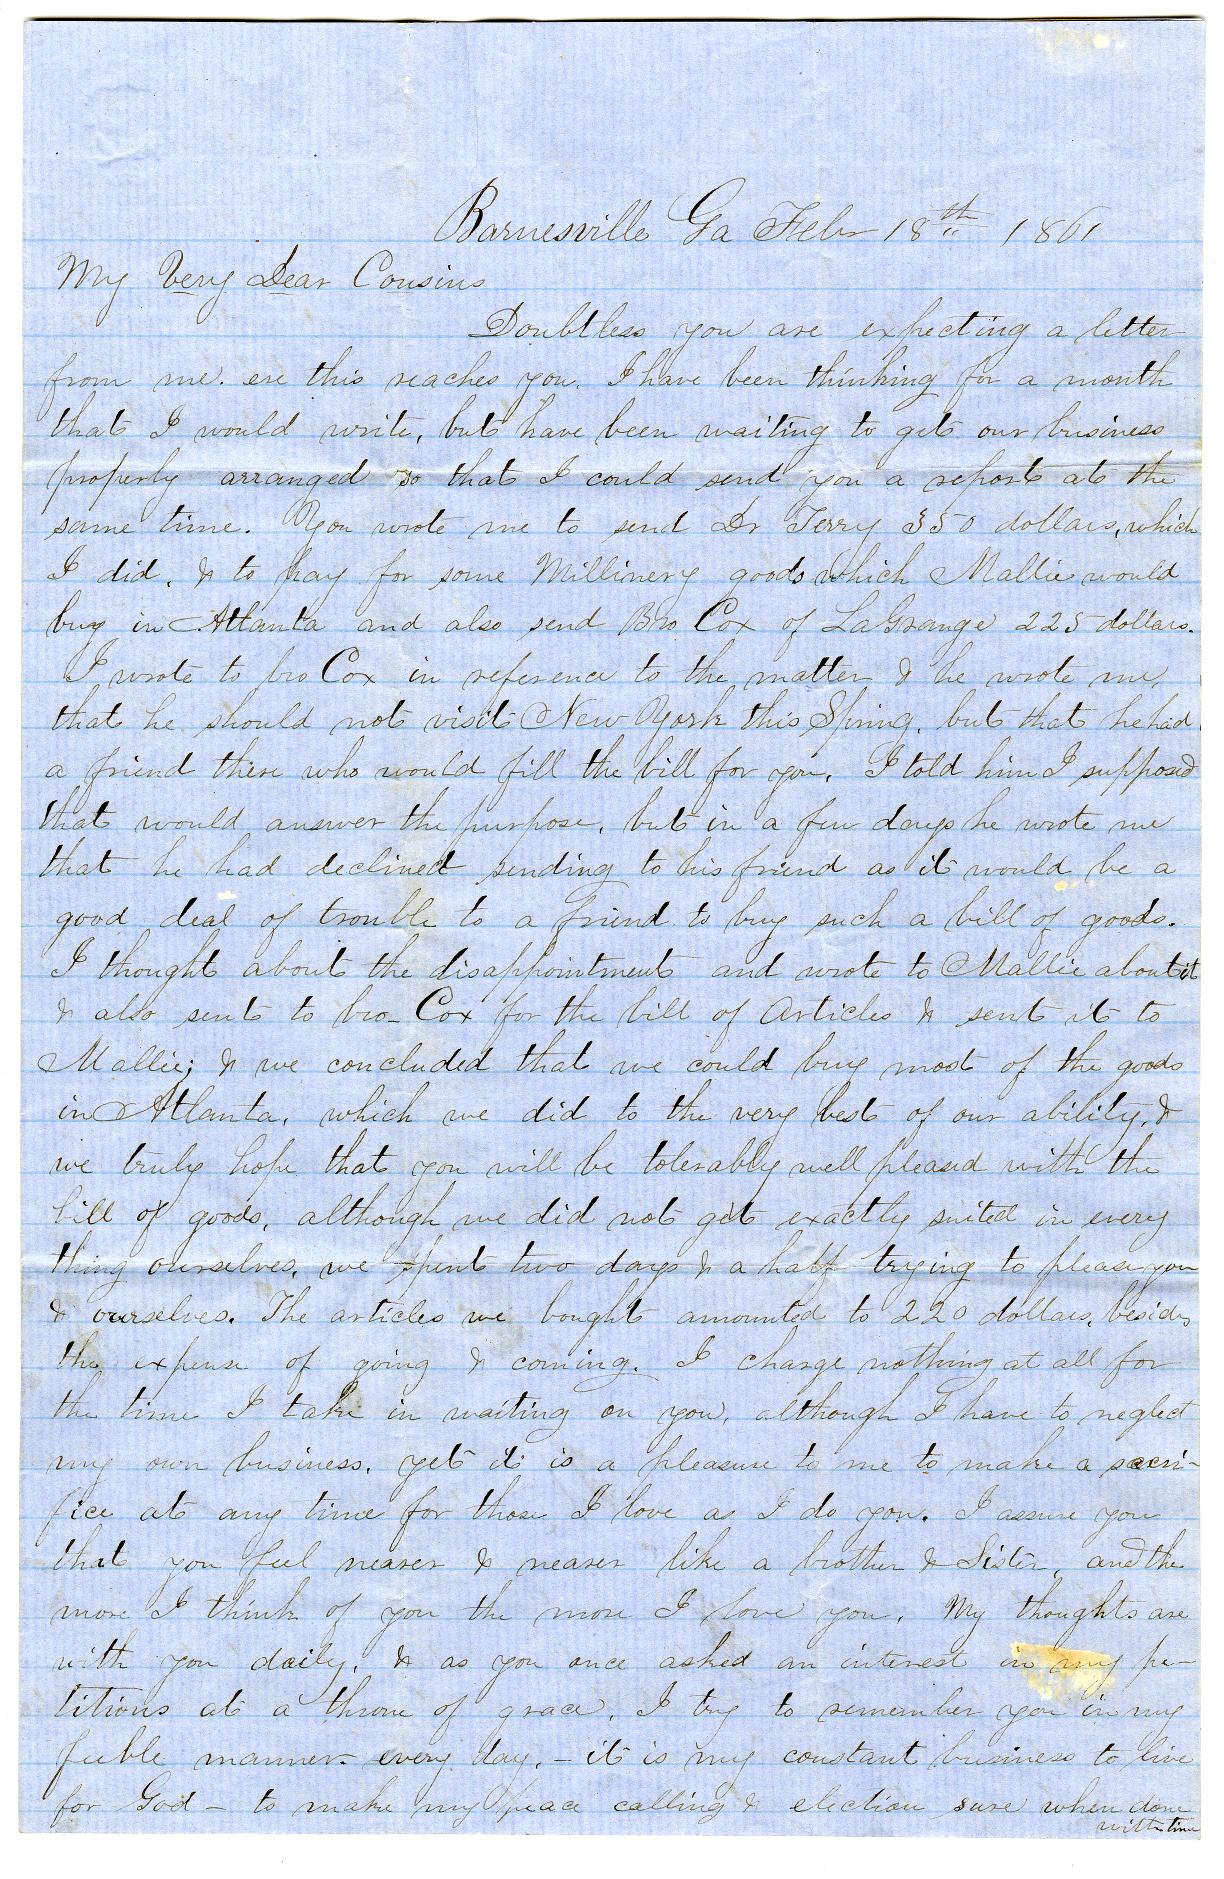 Barnesville Ga Febr 18th 1861
My Very Dear Cousins
Doubtless you are expecting a letter
from me. ere this reaches you. I have been thinking for a month
that I would write, but have been waiting to get our business
properly arranged so that I could send you a report at the
same time. You wrote me to send Dr Terry 350 dollars, which
I did, & to pay for some Millinery goods which Mallie would
buy in Atlanta and also send Bro Cox of LaGrange 225 dollars.
I wrote to bro Cox in reference to the matter & he wrote me,
that he should not visit New York this Spring, but that he had
a friend there who would fill the bill for you. I told him I supposed
that would answer the purpose, but in a few days he wrote me
that he had declined sending to his friend as it would be a
good deal of trouble to a friend to buy such a bill of goods.
I thought about the disappointment and wrote to Mallie about it
& also sent to bro- Cox for the bill of Articles & sent it to
Mallie; & we concluded that we could buy most of the goods
in Atlanta, which we did to the very best of our ability, &
we truly hope that you will be tolerably well pleased with the
bill of goods, although we did not get exactly suited in every
thing ourselves, we spent two days & a half trying to please you
& ourselves. The articles we bought amounted to 220 dollars, besides
the expense of going & coming. I charge nothing at all for
the time I take in waiting on you, although I have to neglect
my own business, yet it is a pleasure to me to make a sacri-
fice at any time for those I love as I do you. I assure you
that you feel nearer & nearer like a brother & Sister, and the
more I think of you the more I love you. My thoughts are
with you daily, & as you once asked an interest in my pe-
titions at a throne of grace, I try to remember you in my
feeble manner every day, - it is my constant business to live
for God - to make my peace calling & election sure when done
with time